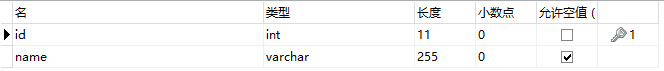 名 类型 长度 小数点 允许空值 (
id int 11 0 1
name varchar 255 0